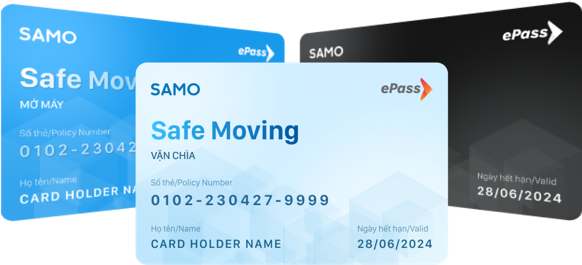 SAMO
ePass
Safe Mov
MỞ MÁY
Số thẻ/Policy Number
0102-23042
Họ tên/Name
CARD HOLDER NA
SAMO
ePass
Safe Moving
VẶN CHÌA
Số thẻ/Policy Number
0102-230427-9999
Họ tên/Name
CARD HOLDER NAME
Ngày hết hạn/Valid
28/06/2024
SAMO
ePass
Ngày hết hạn/Valid
28/06/2024